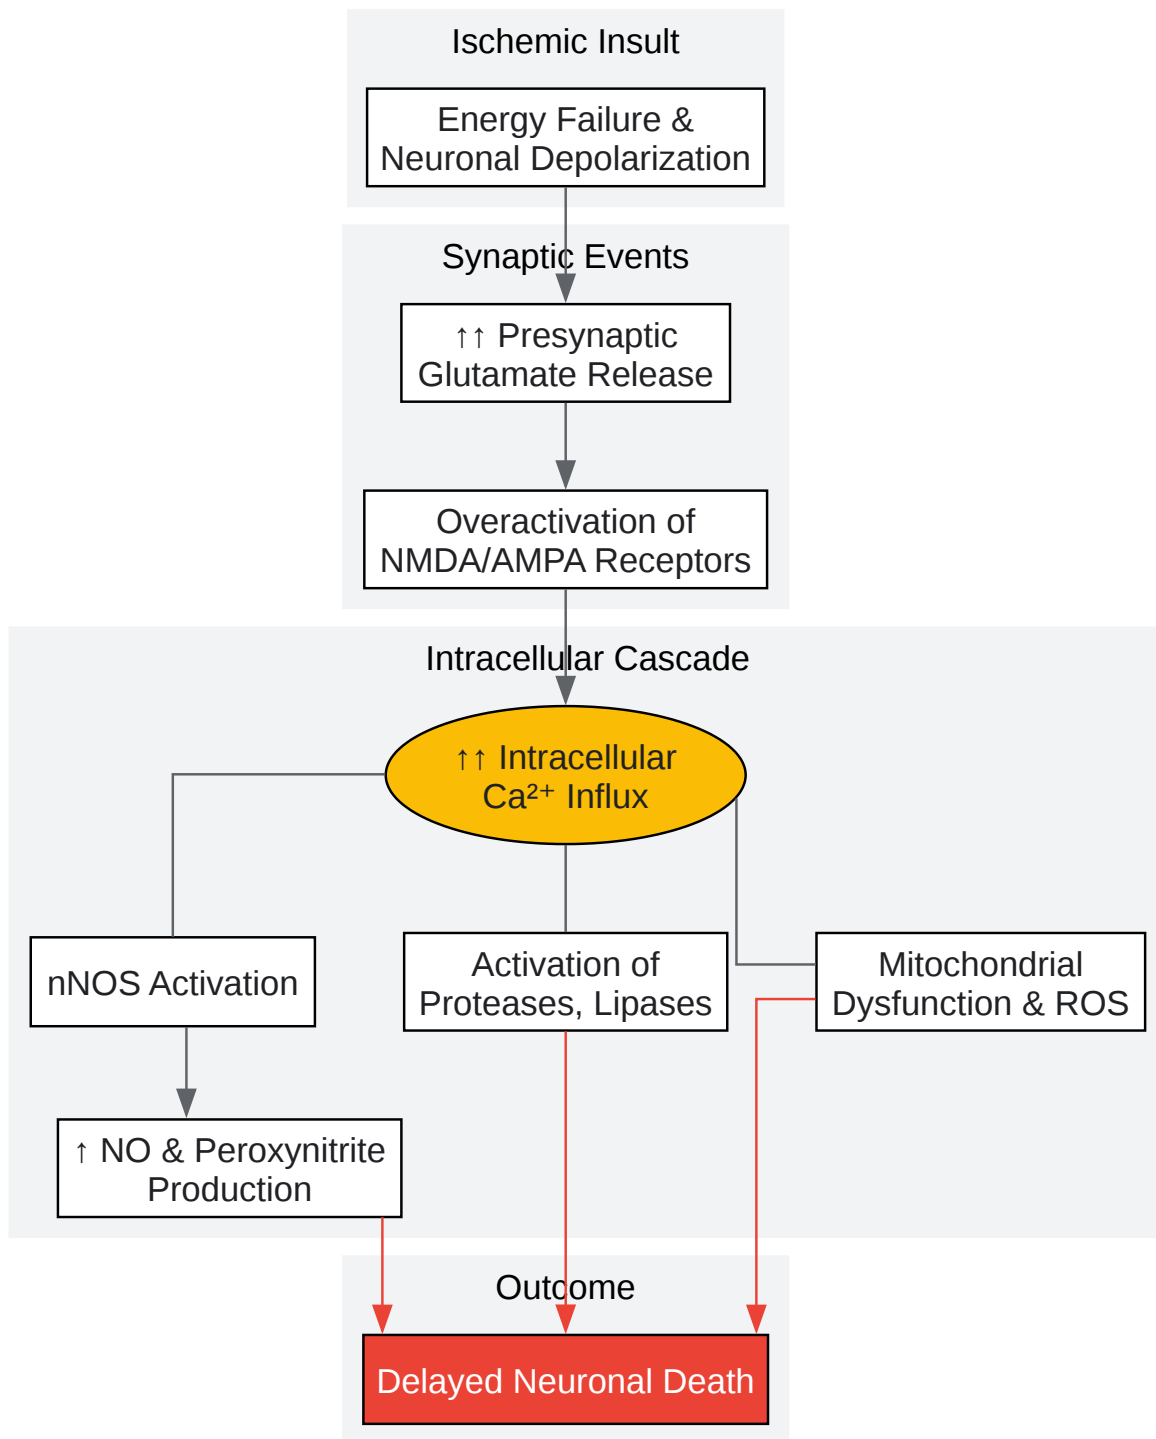 Ischemic Insult
Energy Failure &
Neuronal Depolarization
Synaptic Events
↑↑ Presynaptic
Glutamate Release
Overactivation of
NMDA/AMPA Receptors
Intracellular Cascade
↑↑ Intracellular
Ca²⁺ Influx
nNOS Activation
Activation of
Proteases, Lipases
Mitochondrial
Dysfunction & ROS
↑ NO & Peroxynitrite
Production
Outcome
Delayed Neuronal Death